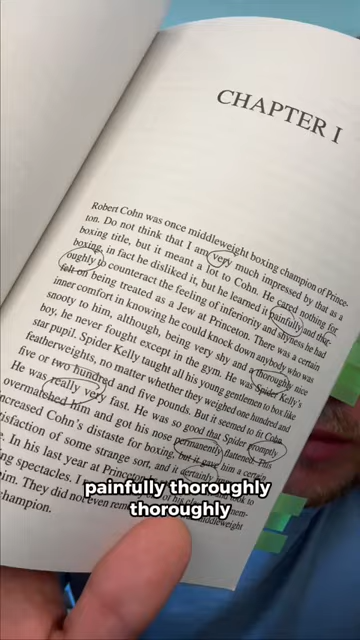 CHAPTER I
Robert Cohn was once middleweight boxing champion of Prince-
ton. Do not think that I am very much impressed by that as a
boxing title, but it meant a lot to Cohn. He cared nothing for
boxing, in fact he disliked it, but he learned it painfully and thor-
oughly to counteract the feeling of inferiority and shyness he had
felt on being treated as a Jew at Princeton. There was a certain
inner comfort in knowing he could knock down anybody who was
snooty to him, although, being very shy and a thoroughly nice
boy, he never fought except in the gym. He was Spider Kelly's
star pupil. Spider Kelly taught all his young gentlemen to box like
featherweights, no matter whether they weighed one hundred and
five or two hundred and five pounds. But it seemed to fit Cohn.
He was really very fast. He was so good that Spider promptly
overmatched him and got his nose permanently flattened. This
increased Cohn's distaste for boxing, but it gave him a certain
satisfaction of some sort, and it certainly
In his last year at Princeton
ing spectacles. I of his class
im. They did not even middleweight
champion.
painfully thoroughly
thoroughly